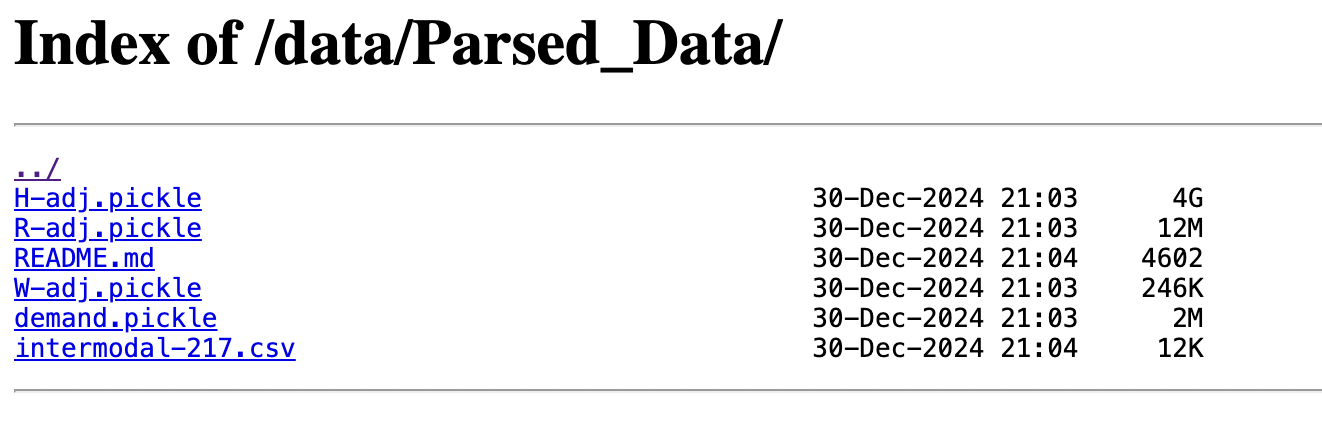 Index of /data/Parsed_Data/
../
H-adj.pickle 30-Dec-2024 21:03 4G
R-adj.pickle 30-Dec-2024 21:03 12M
README.md 30-Dec-2024 21:04 4602
W-adj.pickle 30-Dec-2024 21:03 246K
demand.pickle 30-Dec-2024 21:03 2M
intermodal-217.csv 30-Dec-2024 21:04 12K